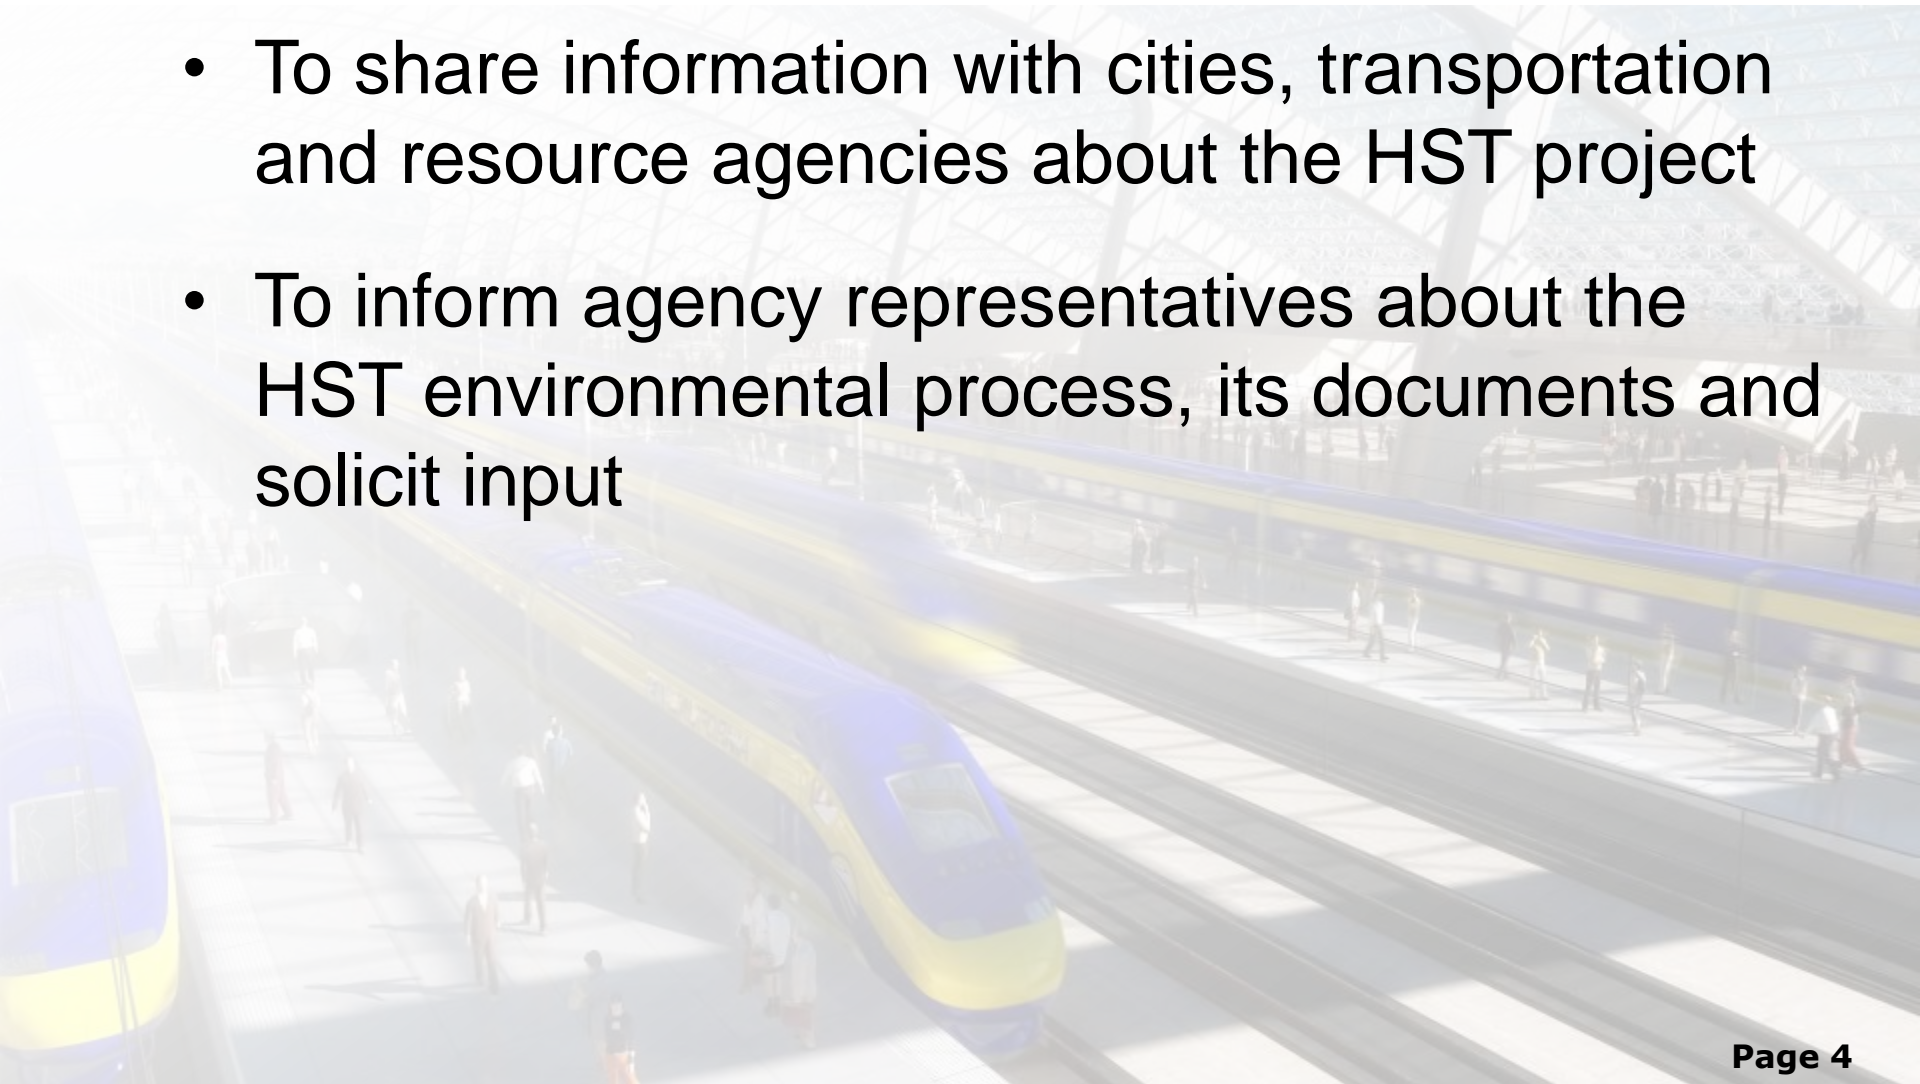 • To share information with cities, transportation
and resource agencies about the HST project
• To inform agency representatives about the
HST environmental process, its documents and
solicit input
Page 4